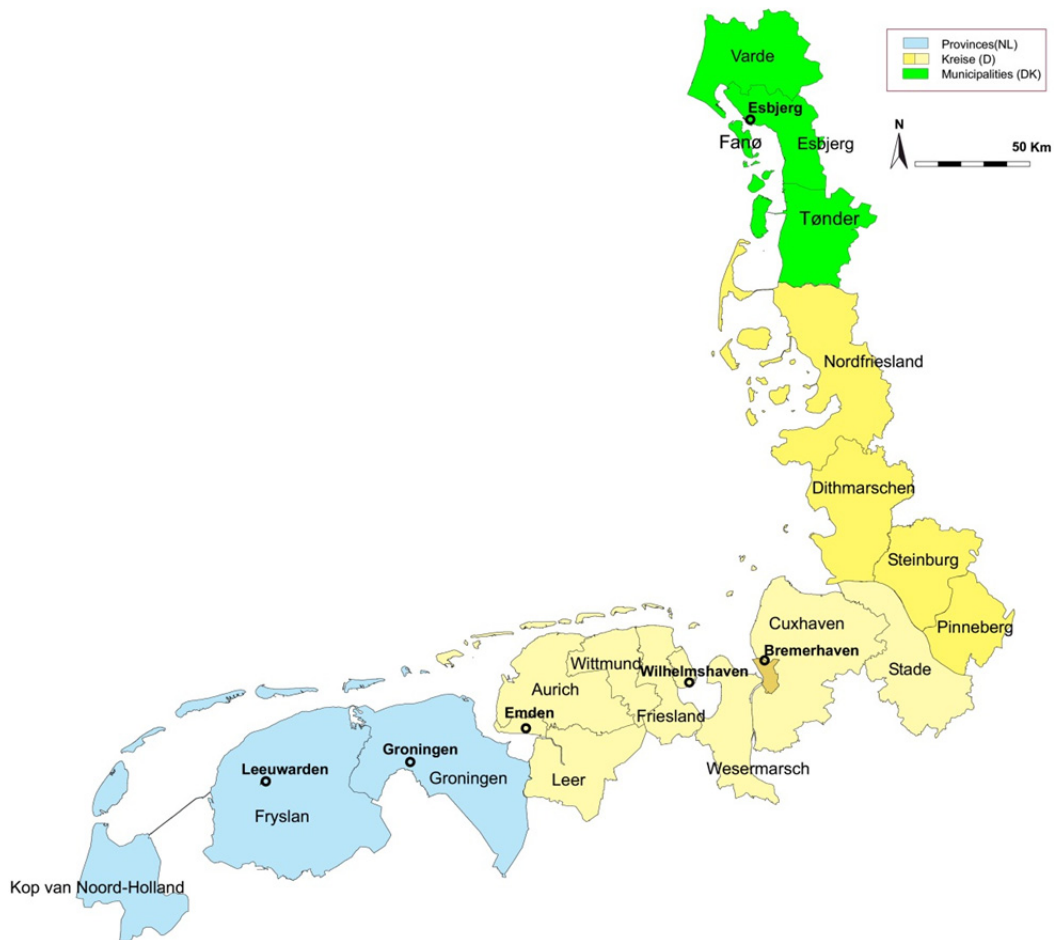 Varde
Provinces(NL)
Kreise (D)
Municipalities (DK)
Esbjerg
Fanø
Esbjerg
N
50 Km
Tønder
Nordfriesland
Dithmarschen
Steinburg
Pinneberg
Cuxhaven
Bremerhaven
Stade
Wittmund
Wilhelmshaven
Aurich
Emden
Friesland
Wesermarsch
Leer
Groningen
Groningen
Leeuwarden
Fryslan
Kop van Noord-Holland